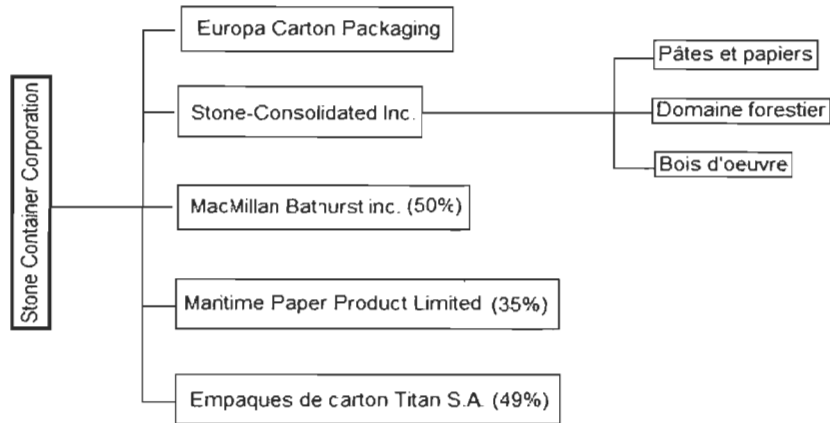 Stone Container Corporation
Europa Carton Packaging
Stone-Consolidated Inc.
Pâtes et papiers
Domaine forestier
Bois d'oeuvre
MacMillan Bathurst inc. (50%)
Maritime Paper Product Limited (35%)
Empaques de carton Titan S.A. (49%)